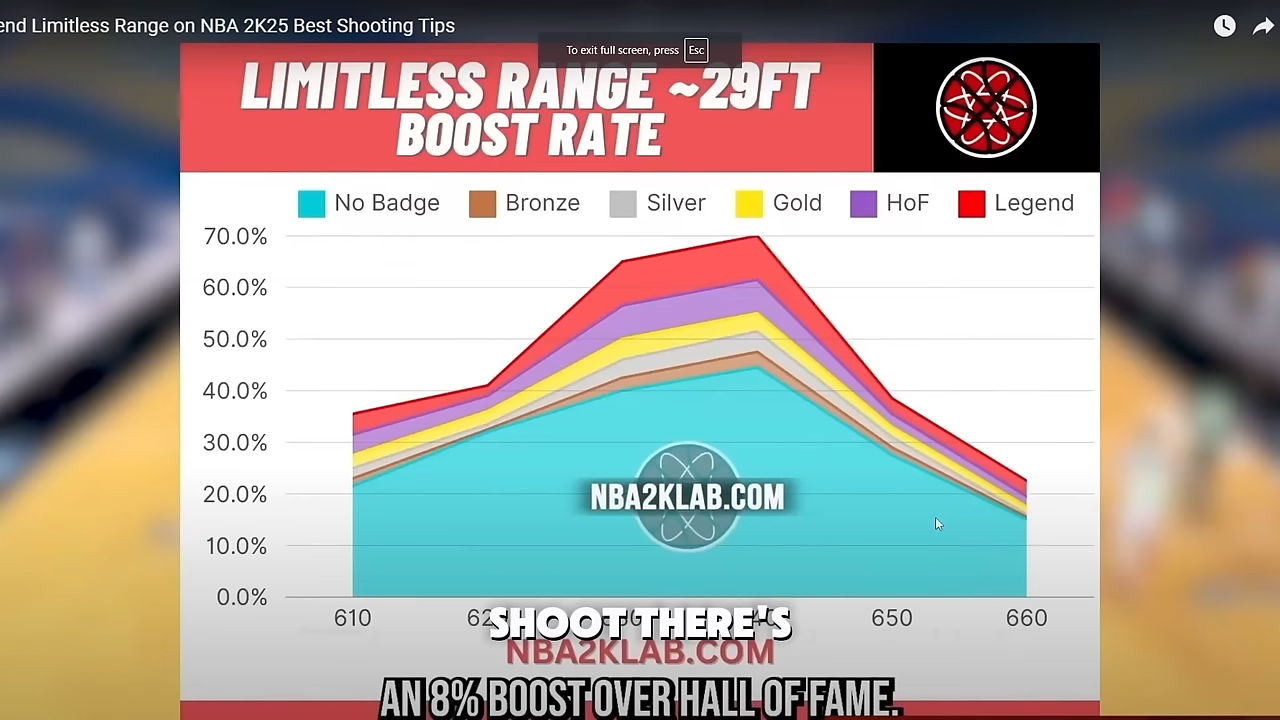 end Limitless Range on NBA 2K25 Best Shooting Tips
To exit full screen, press Esc
LIMITLESS RANGE ~29FT
BOOST RATE
No Badge Bronze Silver Gold HoF Legend
70.0%
60.0%
50.0%
40.0%
30.0%
20.0%
10.0%
0.0%
NBA2KLAB.COM
610 650 660
SHOOT THERE'S
NBA2KLAB.COM
AN 8% BOOST OVER HALL OF FAME.